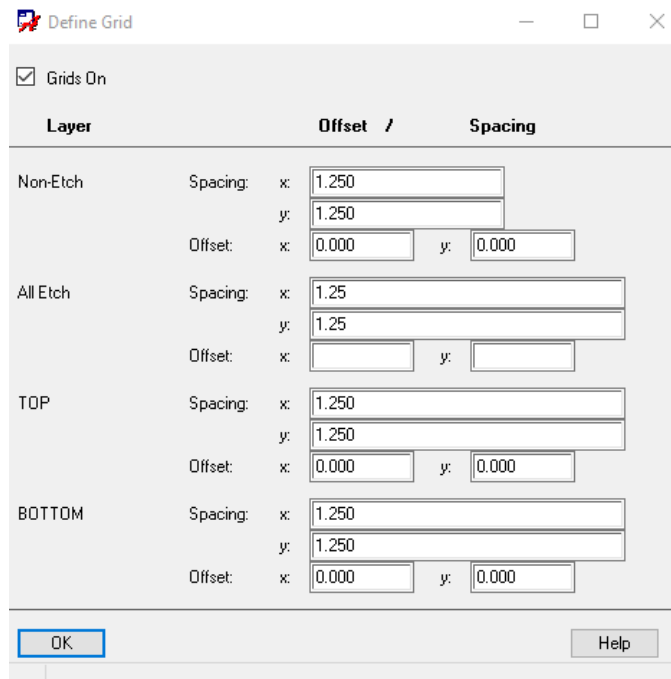 Define Grid
Grids On
Layer Offset / Spacing
Non-Etch Spacing: x: 1.250
y: 1.250
Offset: x: 0.000 y: 0.000
All Etch Spacing: x: 1.25
y: 1.25
Offset: x: y:
TOP Spacing: x: 1.250
y: 1.250
Offset: x: 0.000 y: 0.000
BOTTOM Spacing: x: 1.250
y: 1.250
Offset: x: 0.000 y: 0.000
OK Help